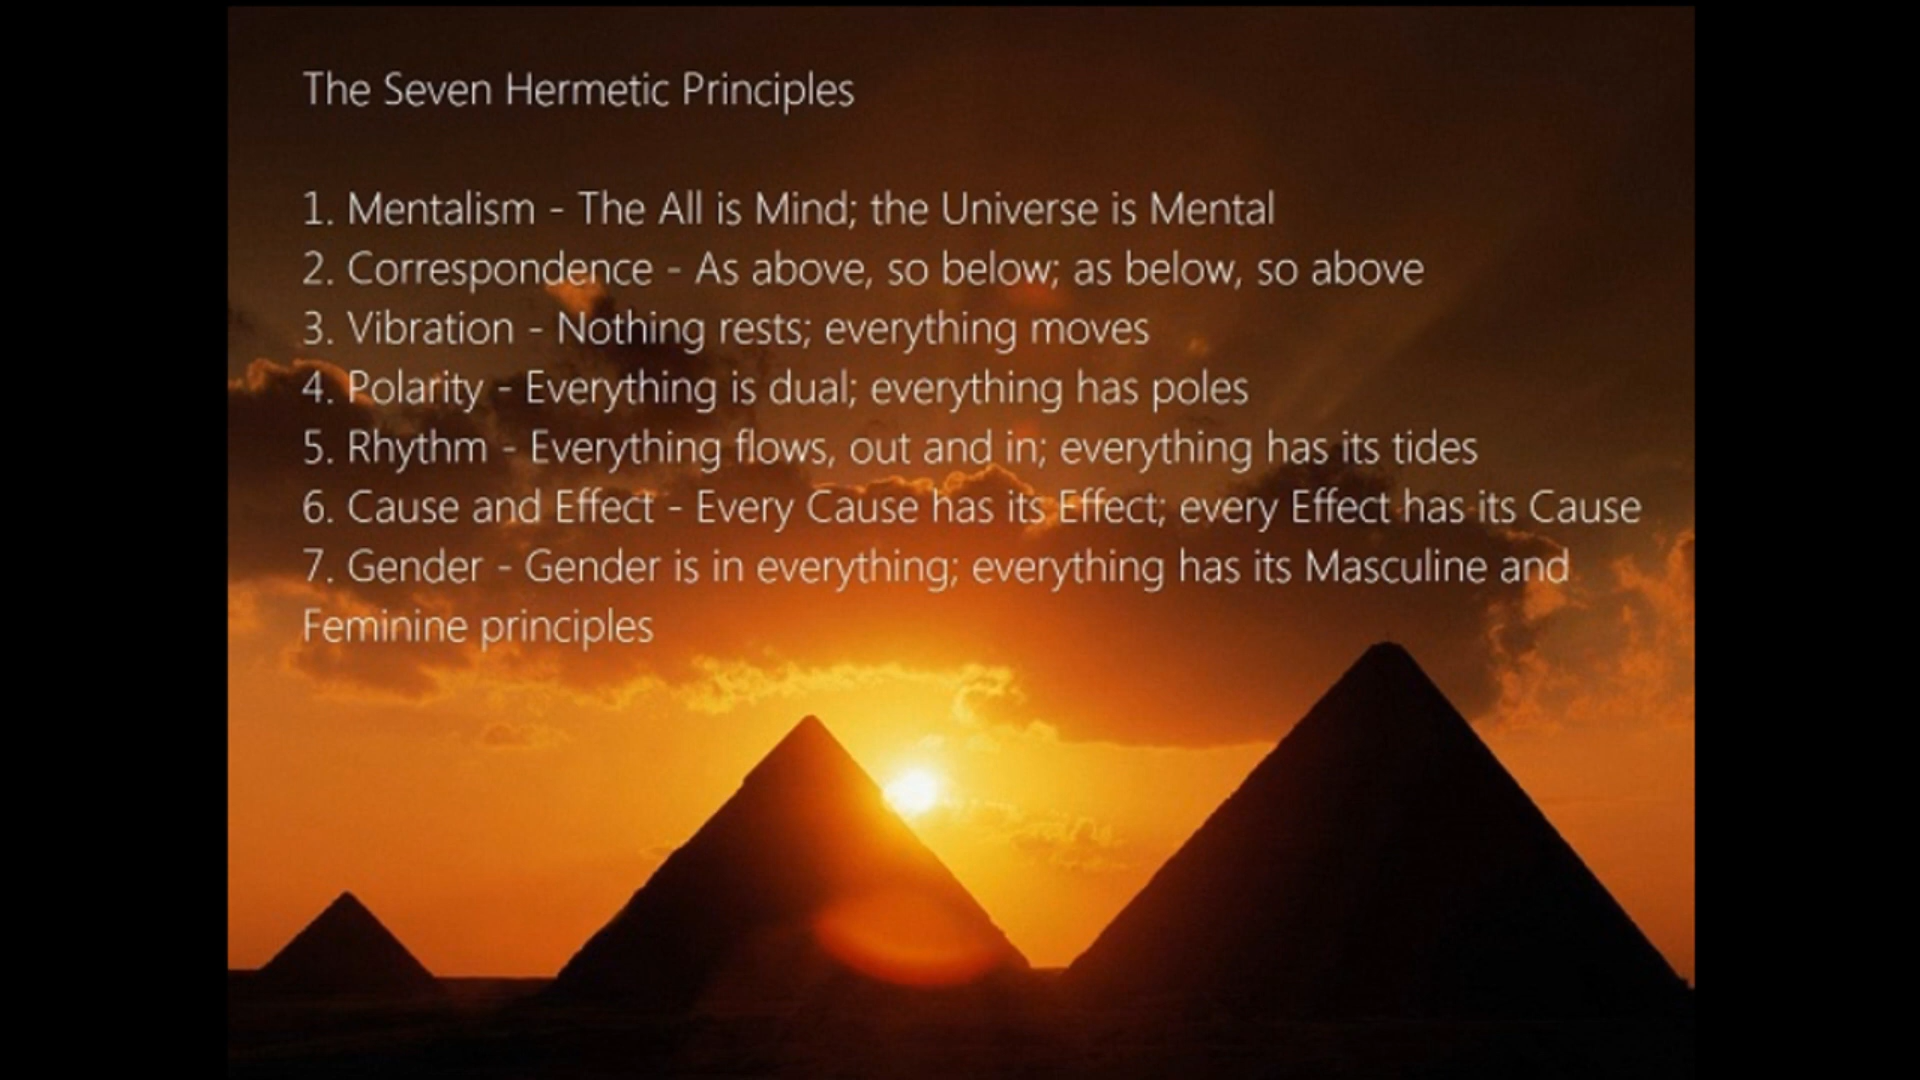 The Seven Hermetic Principles
1. Mentalism - The All is Mind; the Universe is Mental
2. Correspondence - As above, so below; as below, so above
3. Vibration - Nothing rests; everything moves
4. Polarity - Everything is dual; everything has poles
5. Rhythm - Everything flows, out and in; everything has its tides
6. Cause and Effect - Every Cause has its Effect; every Effect has its Cause
7. Gender - Gender is in everything; everything has its Masculine and
Feminine principles